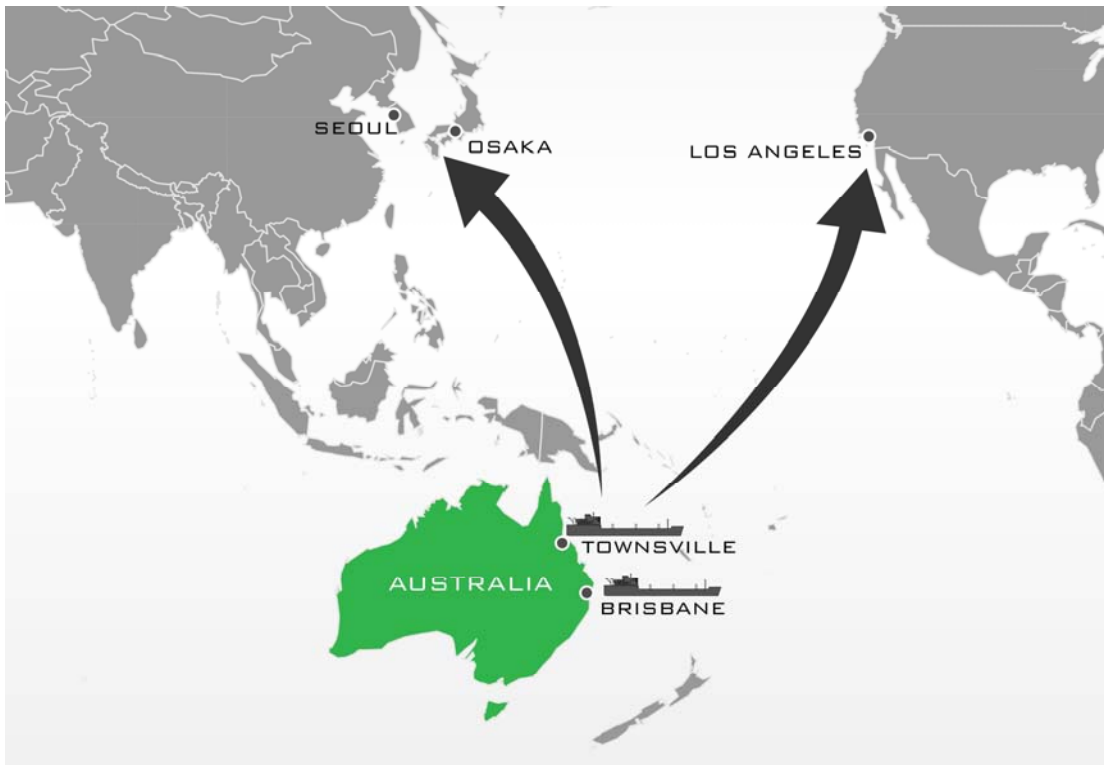 SEOUL
OSAKA
LOS ANGELES
TOWNSVILLE
AUSTRALIA
BRISBANE